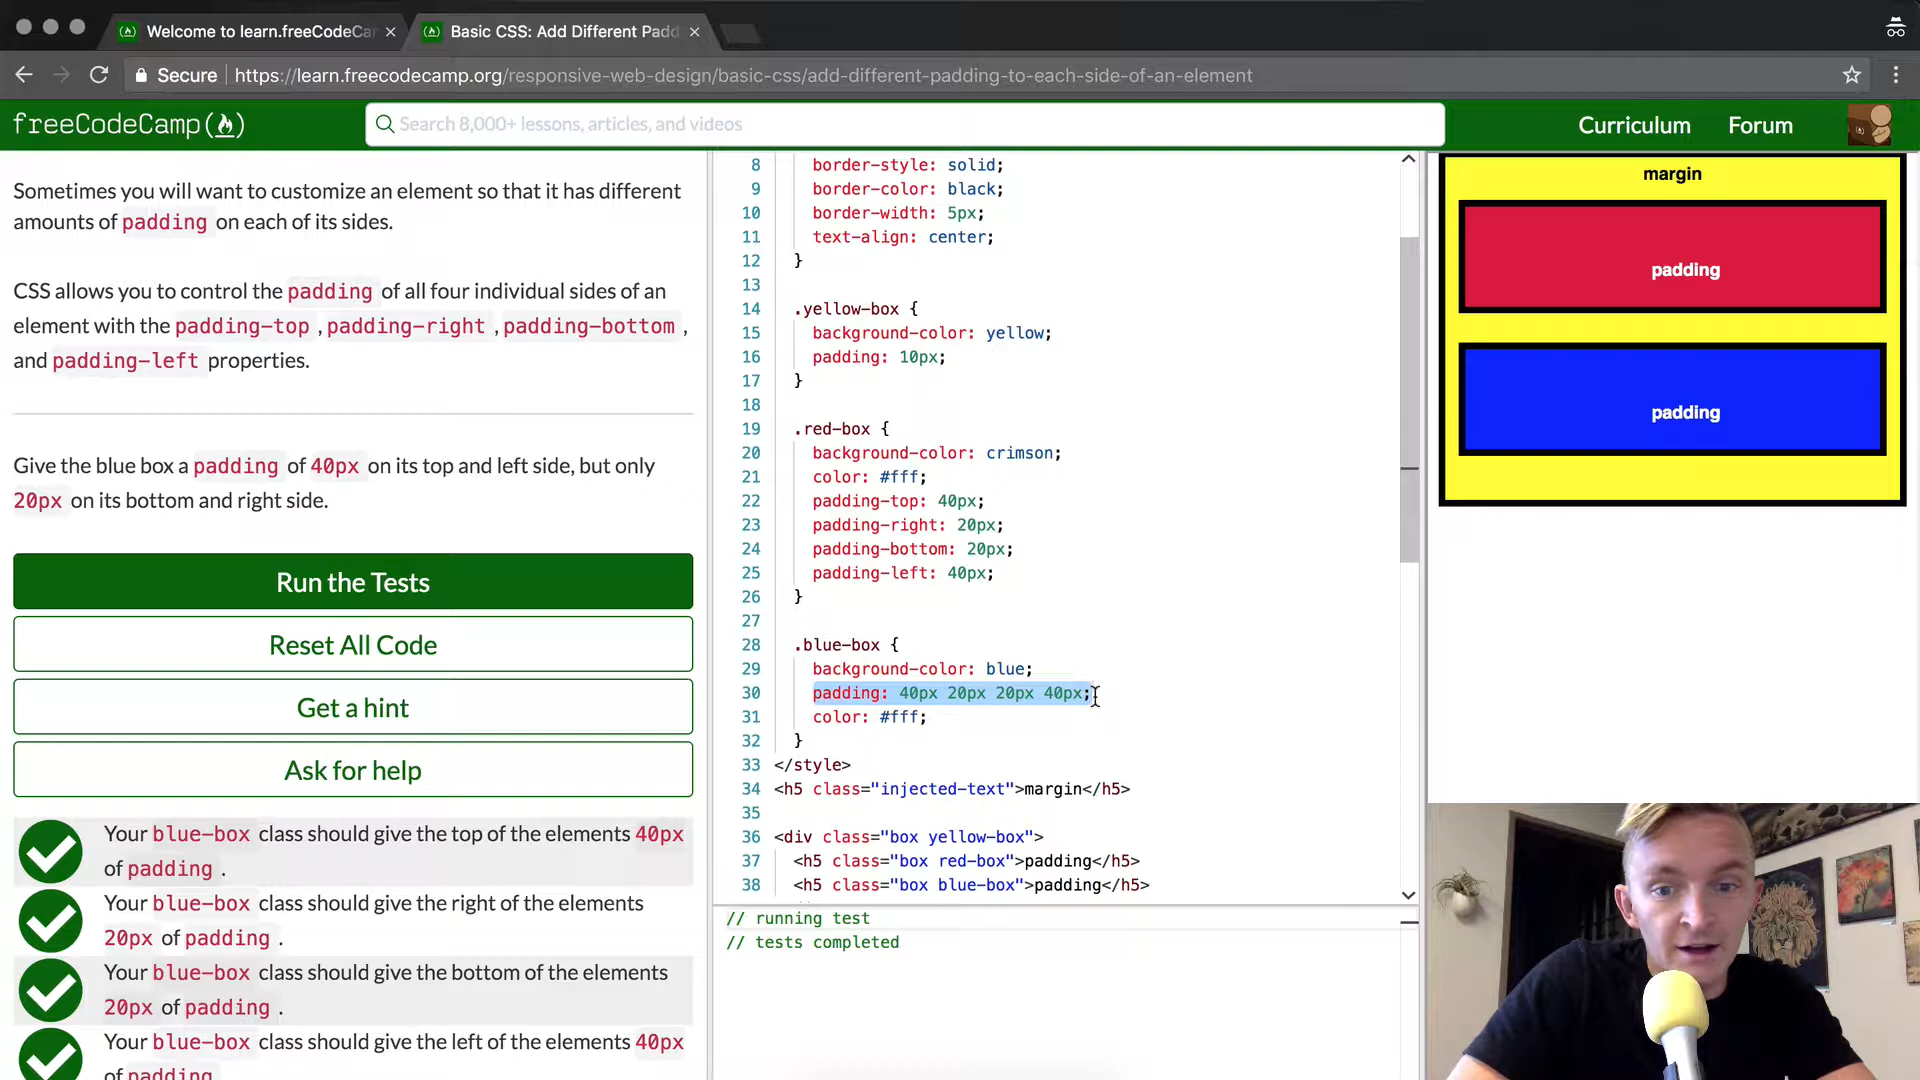 Welcome to learn.freeCodeCar
Basic CSS: Add Different Padd
Secure https://learn.freecodecamp.org/responsive-web-design/basic-css/add-different-padding-to-each-side-of-an-element
freeCodeCamp
Search 8,000+ lessons, articles, and videos
Curriculum
Forum
Sometimes you will want to customize an element so that it has different
amounts of padding on each of its sides.
CSS allows you to control the padding of all four individual sides of an
element with the padding-top , padding-right , padding-bottom ,
and padding-left properties.
Give the blue box a padding of 40px on its top and left side, but only
20px on its bottom and right side.
Run the Tests
Reset All Code
Get a hint
Ask for help
Your blue-box class should give the top of the elements 40px
of padding .
Your blue-box class should give the right of the elements
20px of padding .
Your blue-box class should give the bottom of the elements
20px of padding .
Your blue-box class should give the left of the elements 40px
of padding
8 border-style: solid;
9 border-color: black;
10 border-width: 5px;
11 text-align: center;
12 }
13
14 .yellow-box {
15 background-color: yellow;
16 padding: 10px;
17 }
18
19 .red-box {
20 background-color: crimson;
21 color: #fff;
22 padding-top: 40px;
23 padding-right: 20px;
24 padding-bottom: 20px;
25 padding-left: 40px;
26 }
27
28 .blue-box {
29 background-color: blue;
30 padding: 40px 20px 20px 40px;
31 color: #fff;
32 }
33 </style>
34 <h5 class="injected-text">margin</h5>
35
36 <div class="box yellow-box">
37 <h5 class="box red-box">padding</h5>
38 <h5 class="box blue-box">padding</h5>
// running test
// tests completed
margin
padding
padding